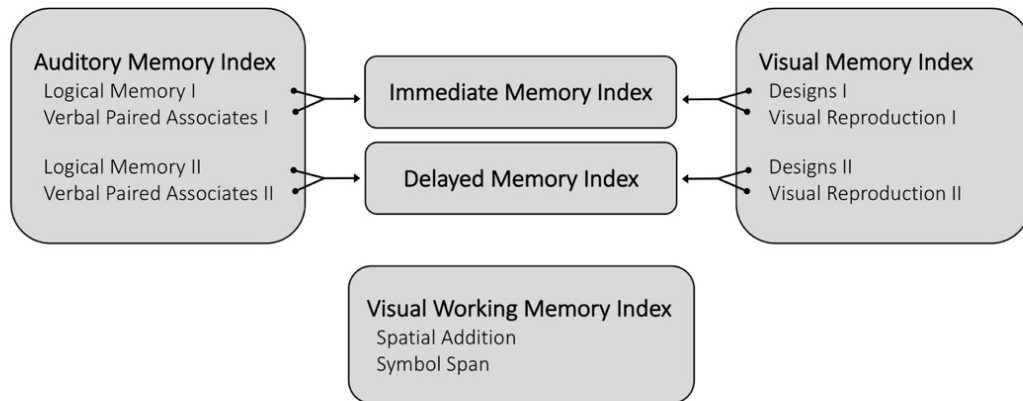 Auditory Memory Index
Logical Memory I
Verbal Paired Associates I
Logical Memory II
Verbal Paired Associates II
Immediate Memory Index
Delayed Memory Index
Visual Memory Index
Designs I
Visual Reproduction I
Designs II
Visual Reproduction II
Visual Working Memory Index
Spatial Addition
Symbol Span